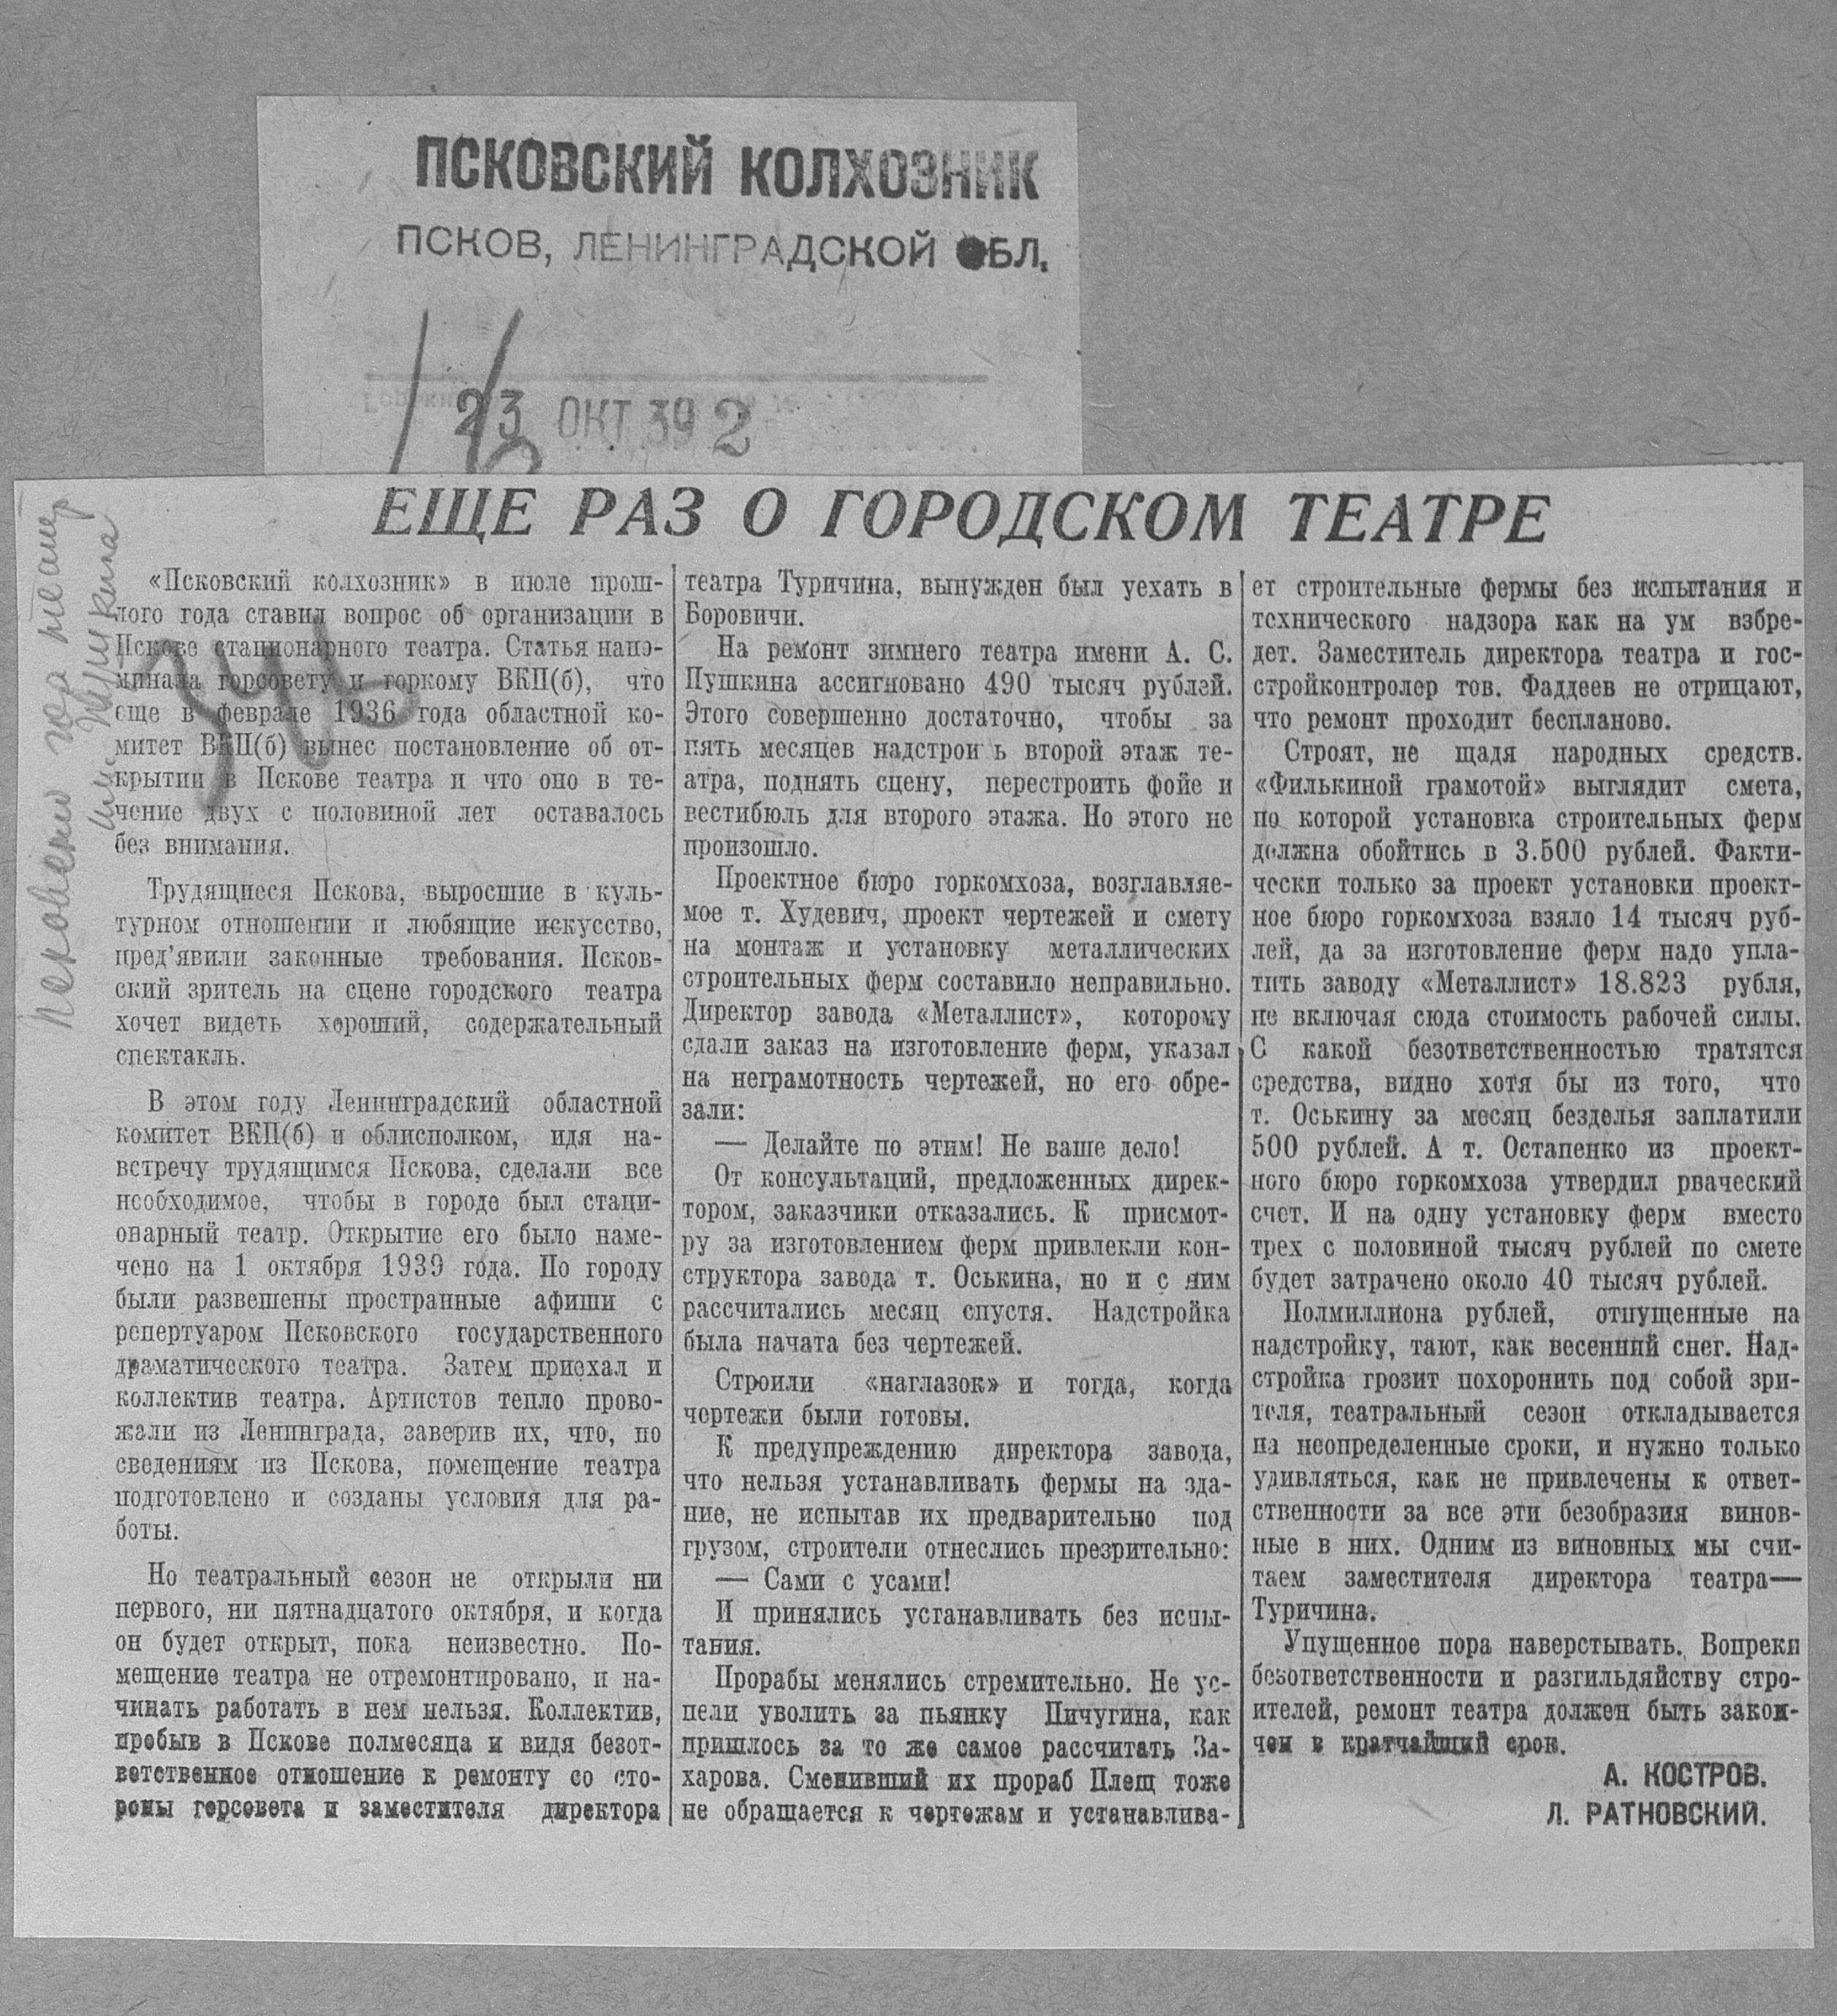 ПСКОВСКИЙ КОЛХОЗНИК
ПСКОВ, ЛЕНИНГРАДСКОЙ ОБЛ.
23 ОКТ 39 2
Псковский гор театр
им. Пушкина
ЕЩЕ РАЗ О ГОРОДСКОМ ТЕАТРЕ
«Псковский колхозник» в июле прош-
лого года ставил вопрос об организации в
Пскове стационарного театра. Статья напо-
минала горсовету и горкому ВКП(б), что
еще в феврале 1936 года областной ко-
митет ВКП(б) вынес постановление об от-
крытии в Пскове театра и что оно в те-
чение двух с половиной лет оставалось
без внимания.
Трудящиеся Пскова, выросшие в куль-
турном отношении и любящие искусство,
пред'явили законные требования. Псков-
ский зритель на сцене городского театра
хочет видеть хороший, содержательный
спектакль.
В этом году Ленинградский областной
комитет ВКП(б) и облисполком, идя на-
встречу трудящимся Пскова, сделали все
необходимое, чтобы в городе был стаци-
онарный театр. Открытие его было наме-
чено на 1 октября 1939 года. По городу
были развешены пространные афиши с
репертуаром Псковского государственного
драматического театра. Затем приехал и
коллектив театра. Артистов тепло прово-
жали из Ленинграда, заверив их, что, по
сведениям из Пскова, помещение театра
подготовлено и созданы условия для ра-
боты.
Но театральный сезон не открыли ни
первого, ни пятнадцатого октября, и когда
он будет открыт, пока неизвестно. По-
мещение театра не отремонтировано, и на-
чинать работать в нем нельзя. Коллектив,
пробыв в Пскове полмесяца и видя безот-
ветственное отношение к ремонту со сто-
роны горсовета и заместителя директора
театра Туричина, вынужден был уехать в
Боровичи.
На ремонт зимнего театра имени А. С.
Пушкина ассигновано 490 тысяч рублей.
Этого совершенно достаточно, чтобы за
пять месяцев надстрои ь второй этаж те-
атра, поднять сцену, перестроить фойе и
вестибюль для второго этажа. Но этого не
произошло.
Проектное бюро горкомхоза, возглавляе-
мое т. Худевич, проект чертежей и смету
на монтаж и установку металлических
строительных ферм составило неправильно.
Директор завода «Металлист», которому
сдали заказ на изготовление ферм, указал
на неграмотность чертежей, но его обре-
зали:
— Делайте по этим! Не ваше дело!
От консультаций, предложенных дирек-
тором, заказчики отказались. К присмот-
ру за изготовлением ферм привлекли кон-
структора завода т. Оськина, но и с ним
рассчитались месяц спустя. Надстройка
была начата без чертежей.
Строили «наглазок» и тогда, когда
чертежи были готовы.
К предупреждению директора завода,
что нельзя устанавливать фермы на зда-
ние, не испытав их предварительно под
грузом, строители отнеслись презрительно:
— Сами с усами!
И принялись устанавливать без испы-
тания.
Прорабы менялись стремительно. Не ус-
пели уволить за пьянку Пичугина, как
пришлось за то же самое рассчитать За-
харова. Сменивший их прораб Плещ тоже
не обращается к чертежам и устанавлива-
ет строительные фермы без испытания и
технического надзора как на ум взбре-
дет. Заместитель директора театра и гос-
стройконтролер тов. Фаддеев не отрицают,
что ремонт проходит беспланово.
Строят, не щадя народных средств.
«Филькиной грамотой» выглядит смета,
по которой установка строительных ферм
должна обойтись в 3.500 рублей. Факти-
чески только за проект установки проект-
ное бюро горкомхоза взяло 14 тысяч руб-
лей, да за изготовление ферм надо упла-
тить заводу «Металлист» 18.823 рубля,
не включая сюда стоимость рабочей силы.
С какой безответственностью тратятся
средства, видно хотя бы из того, что
т. Оськину за месяц безделья заплатили
500 рублей. А т. Остапенко из проект-
ного бюро горкомхоза утвердил рваческий
счет. И на одну установку ферм вместо
трех с половиной тысяч рублей по смете
будет затрачено около 40 тысяч рублей.
Полмиллиона рублей, отпущенные на
надстройку, тают, как весенний снег. Над-
стройка грозит похоронить под собой зри-
теля, театральный сезон откладывается
на неопределенные сроки, и нужно только
удивляться, как не привлечены к ответ-
ственности за все эти безобразия винов-
ные в них. Одним из виновных мы счи-
таем заместителя директора театра—
Туричина.
Упущенное пора наверстывать. Вопреки
безответственности и разгильдяйству стро-
ителей, ремонт театра должен быть закон-
чен в кратчайший срок.
А. КОСТРОВ.
Л. РАТНОВСКИЙ.